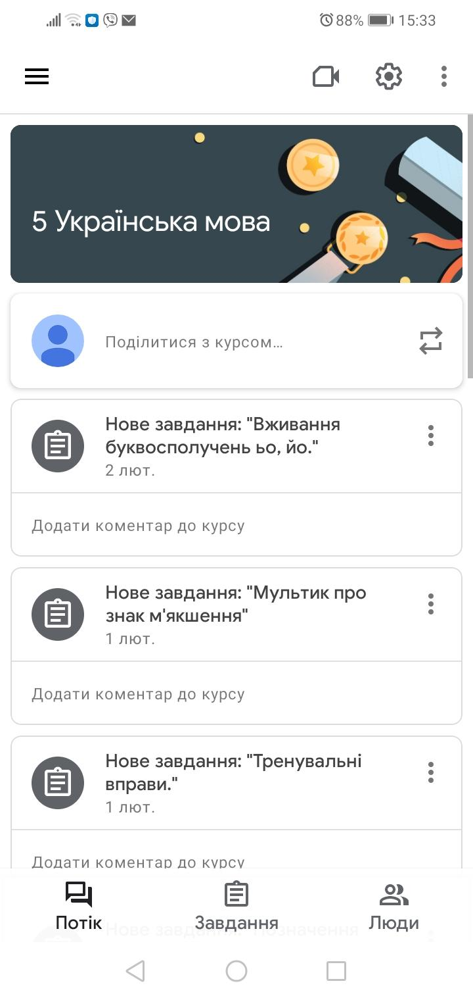 88% 15:33
5 Українська мова
Поділитися з курсом...
Нове завдання: "Вживання
буквосполучень ьо, йо."
2 лют.
Додати коментар до курсу
Нове завдання: "Мультик про
знак м'якшення"
1 лют.
Додати коментар до курсу
Нове завдання: "Тренувальні
вправи."
1 лют.
Додати коментар до курсу
Нове завдання: "Позначення
Потік Завдання Люди